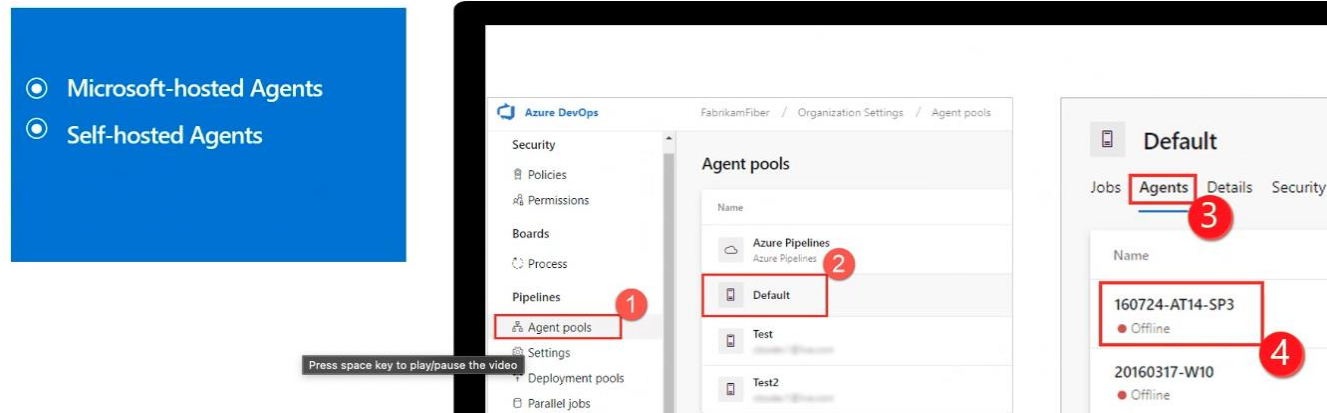 Microsoft-hosted Agents
Self-hosted Agents
Azure DevOps
FabrikamFiber / Organization Settings / Agent pools
Security
Policies
Permissions
Boards
Process
Pipelines
1
Agent pools
Settings
Press space key to play/pause the video
Deployment pools
Parallel jobs
Agent pools
Name
Azure Pipelines
Azure Pipelines
2
Default
Test
Test2
Default
Jobs Agents Details Security
3
Name
160724-AT14-SP3
Offline
4
20160317-W10
Offline